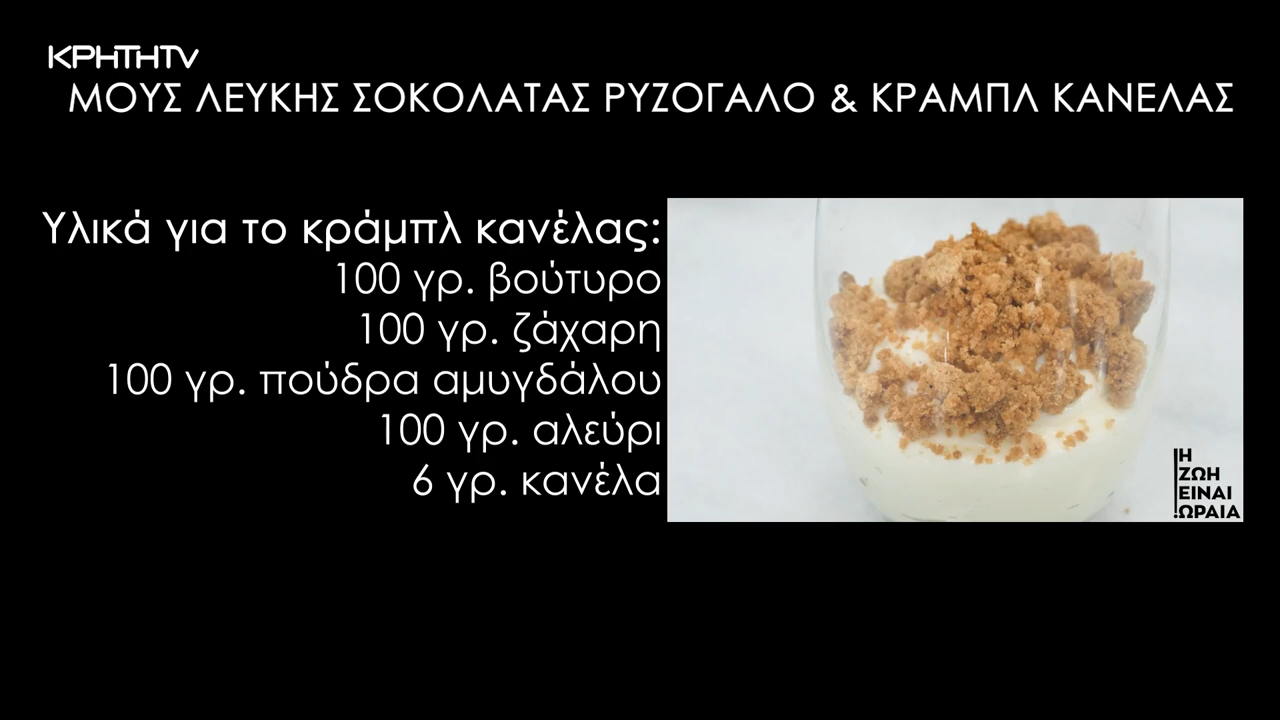 ΚΡΗΤΗTV
ΜΟΥΣ ΛΕΥΚΗΣ ΣΟΚΟΛΑΤΑΣ ΡΥΖΟΓΑΛΟ & ΚΡΑΜΠΛ ΚΑΝΕΛΑΣ
Υλικά για το κράμπλ κανέλας:
100 γρ. βούτυρο
100 γρ. ζάχαρη
100 γρ. πούδρα αμυγδάλου
100 γρ. αλεύρι
6 γρ. κανέλα
Η
ΖΩΗ
ΕΙΝΑΙ
ΩΡΑΙΑ